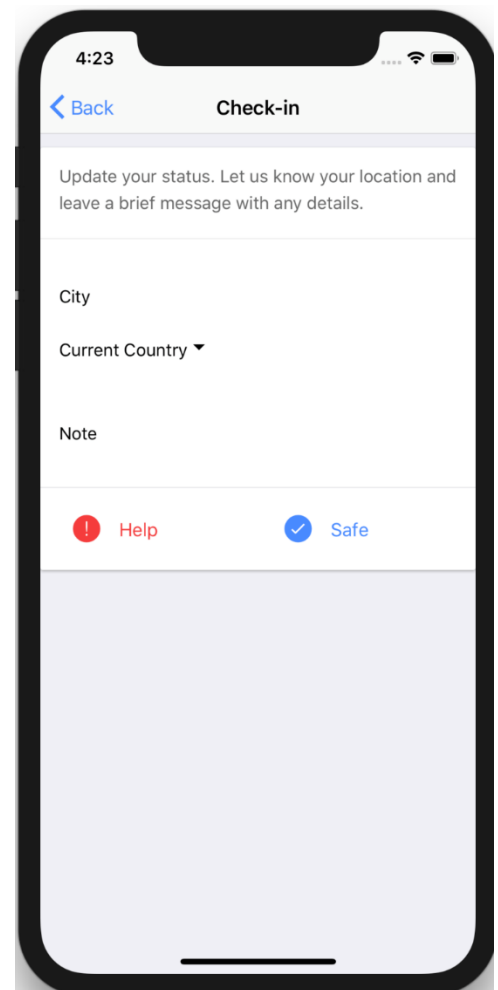 4:23
Back
Check-in
Update your status. Let us know your location and
leave a brief message with any details.
City
Current Country
Note
Help
Safe